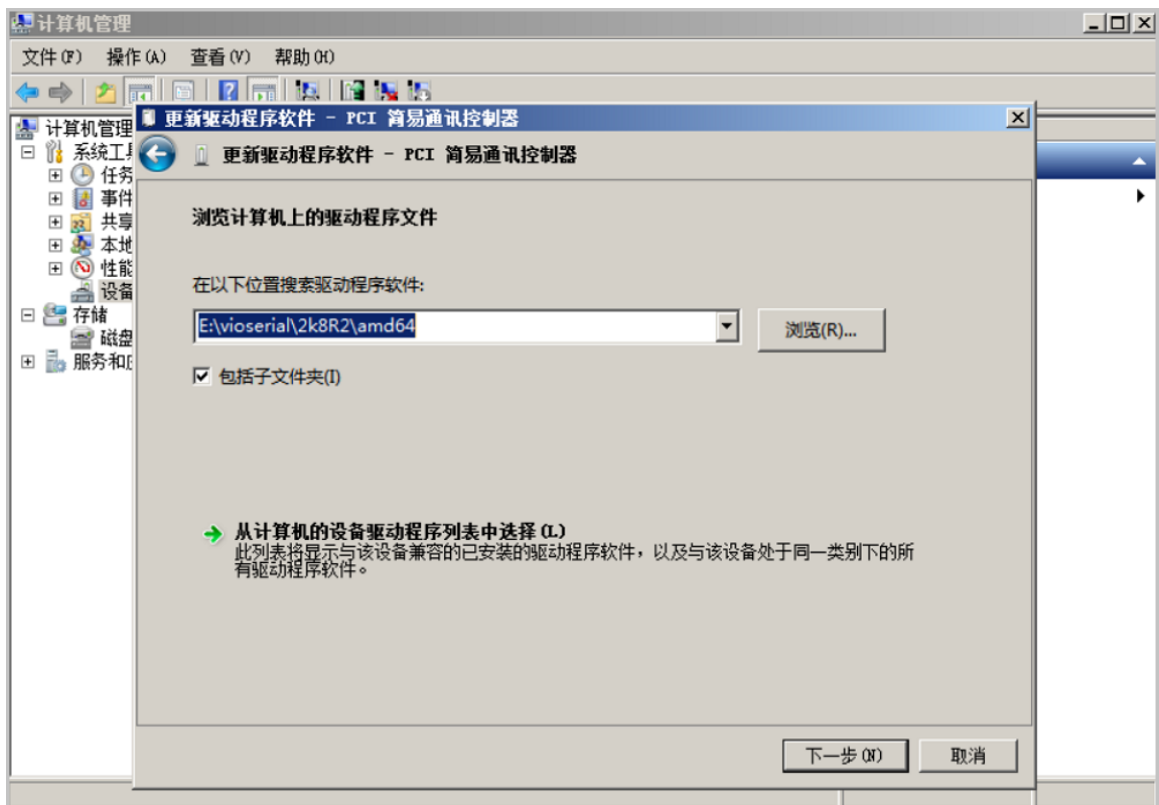 计算机管理
文件(F) 操作(A) 查看(V) 帮助(H)
计算机管理
系统工具
任务
事件
共享
本地
性能
设备
存储
磁盘
服务和应
更新驱动程序软件 - PCI 简易通讯控制器
更新驱动程序软件 - PCI 简易通讯控制器
浏览计算机上的驱动程序文件
在以下位置搜索驱动程序软件:
E:\vioserial\2k8R2\amd64
浏览(R)...
包括子文件夹(I)
从计算机的设备驱动程序列表中选择(L)
此列表将显示与该设备兼容的已安装的驱动程序软件，以及与该设备处于同一类别下的所
有驱动程序软件。
下一步(N) 取消